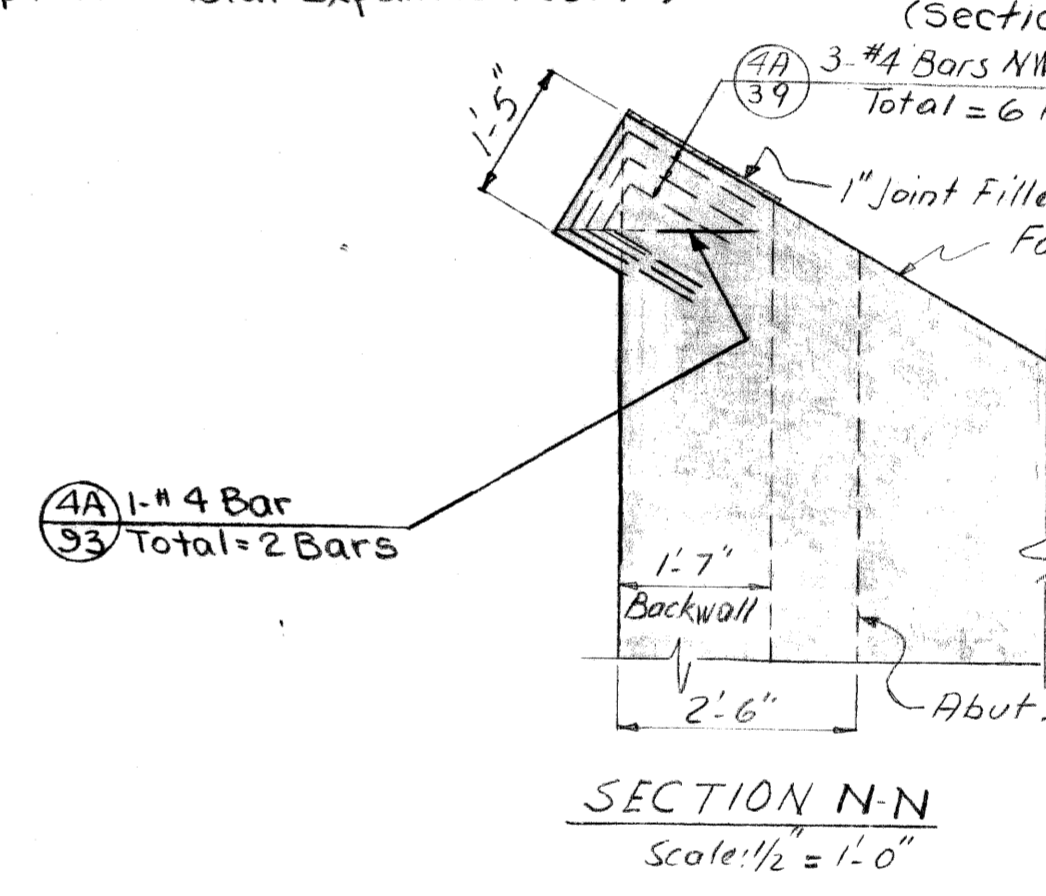 (Section
4A 3-#4 Bars NW
39 Total = 6
1'-5"
1" Joint Fille
Fo
4A 1-#4 Bar
93 Total = 2 Bars
1'-7"
Backwall
2'-6"
Abut.
SECTION N-N
Scale: 1/2" = 1'-0"